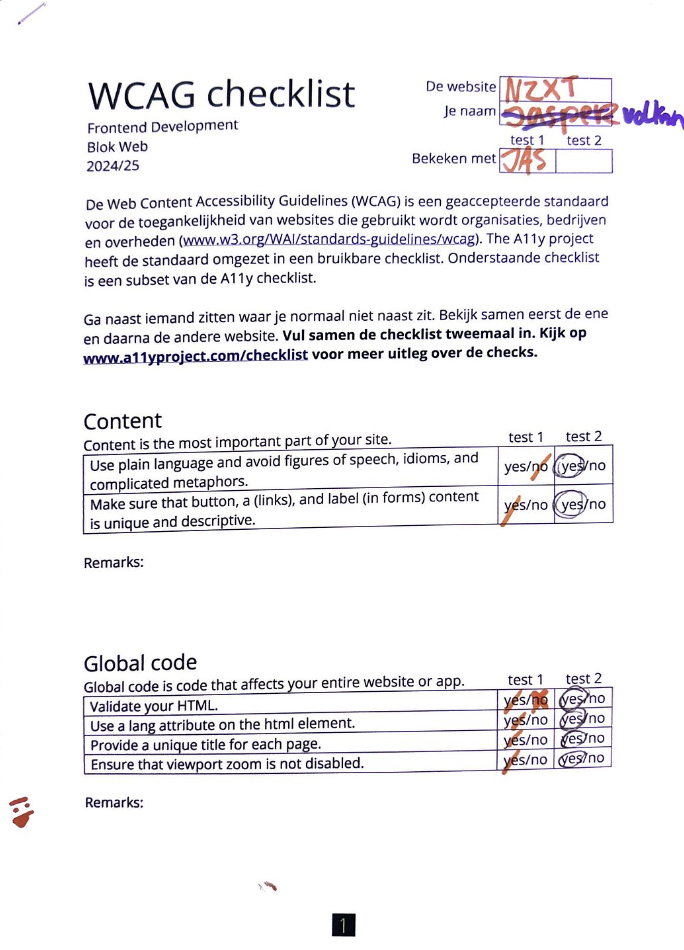 WCAG checklist
Frontend Development
Blok Web
2024/25
De website NZXT
Je naam Jasper volkan
test 1 test 2
Bekeken met JAS
De Web Content Accessibility Guidelines (WCAG) is een geaccepteerde standaard
voor de toegankelijkheid van websites die gebruikt wordt organisaties, bedrijven
en overheden (www.w3.org/WAI/standards-guidelines/wcag). The A11y project
heeft de standaard omgezet in een bruikbare checklist. Onderstaande checklist
is een subset van de A11y checklist.
Ga naast iemand zitten waar je normaal niet naast zit. Bekijk samen eerst de ene
en daarna de andere website. Vul samen de checklist tweemaal in. Kijk op
www.a11yproject.com/checklist voor meer uitleg over de checks.
Content
Content is the most important part of your site. test 1 test 2
Use plain language and avoid figures of speech, idioms, and
complicated metaphors. yes/no yes/no
Make sure that button, a (links), and label (in forms) content
is unique and descriptive. yes/no yes/no
Remarks:
Global code
Global code is code that affects your entire website or app. test 1 test 2
Validate your HTML. yes/no yes/no
Use a lang attribute on the html element. yes/no yes/no
Provide a unique title for each page. yes/no yes/no
Ensure that viewport zoom is not disabled. yes/no yes/no
Remarks:
1